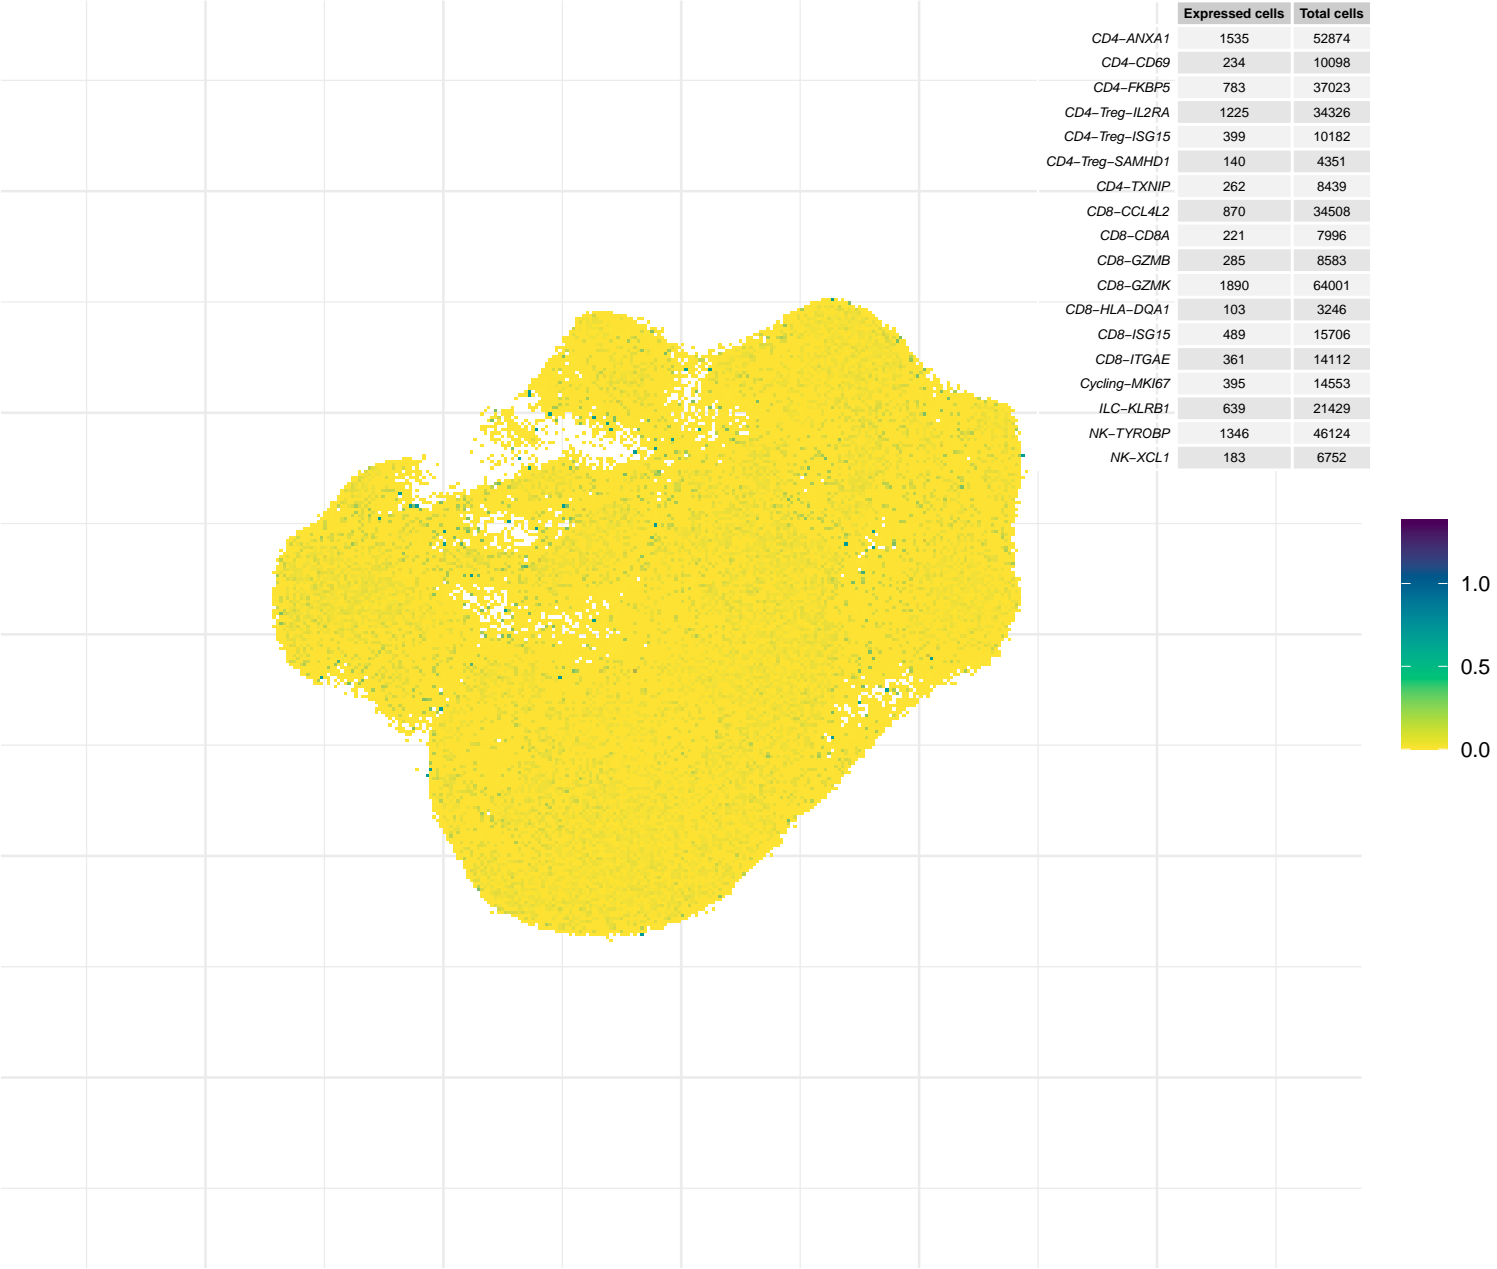 Expressed cells Total cells
CD4−ANXA1 1535 52874
CD4−CD69 234 10098
CD4−FKBP5 783 37023
CD4−Treg−IL2RA 1225 34326
CD4−Treg−ISG15 399 10182
CD4−Treg−SAMHD1 140 4351
CD4−TXNIP 262 8439
CD8−CCL4L2 870 34508
CD8−CD8A 221 7996
CD8−GZMB 285 8583
CD8−GZMK 1890 64001
CD8−HLA−DQA1 103 3246
CD8−ISG15 489 15706
CD8−ITGAE 361 14112
Cycling−MKI67 395 14553
ILC−KLRB1 639 21429
NK−TYROBP 1346 46124
NK−XCL1 183 6752
1.0
0.5
0.0